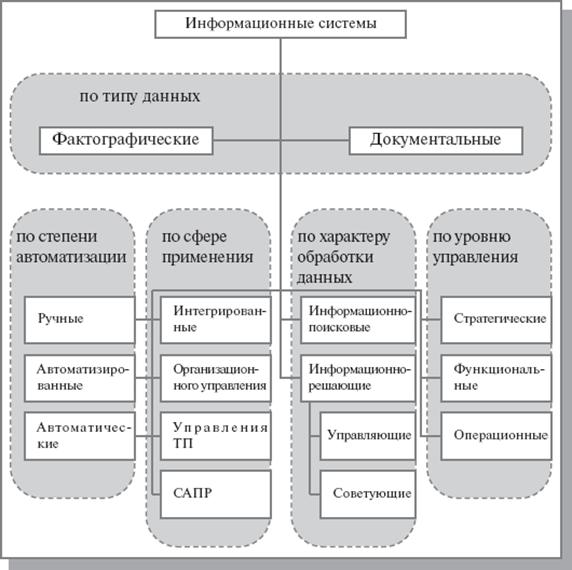 Информационные системы
по типу данных
Фактографические
Документальные
по степени
автоматизации
Ручные
Автоматизиро-
ванные
Автоматичес-
кие
по сфере
применения
Интегрирован-
ные
Организацион-
ного управления
Управления
ТП
САПР
по характеру
обработки
данных
Информационно-
поисковые
Информационно-
решающие
Управляющие
Советующие
по уровню
управления
Стратегические
Функциональ-
ные
Операционные